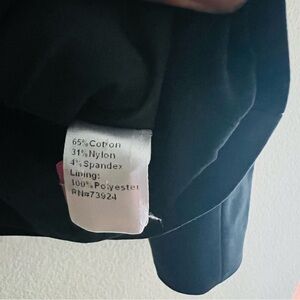 65%Cotton
31%Nylon
4%Spandex
Lining:
100%Polyester
RN#73924